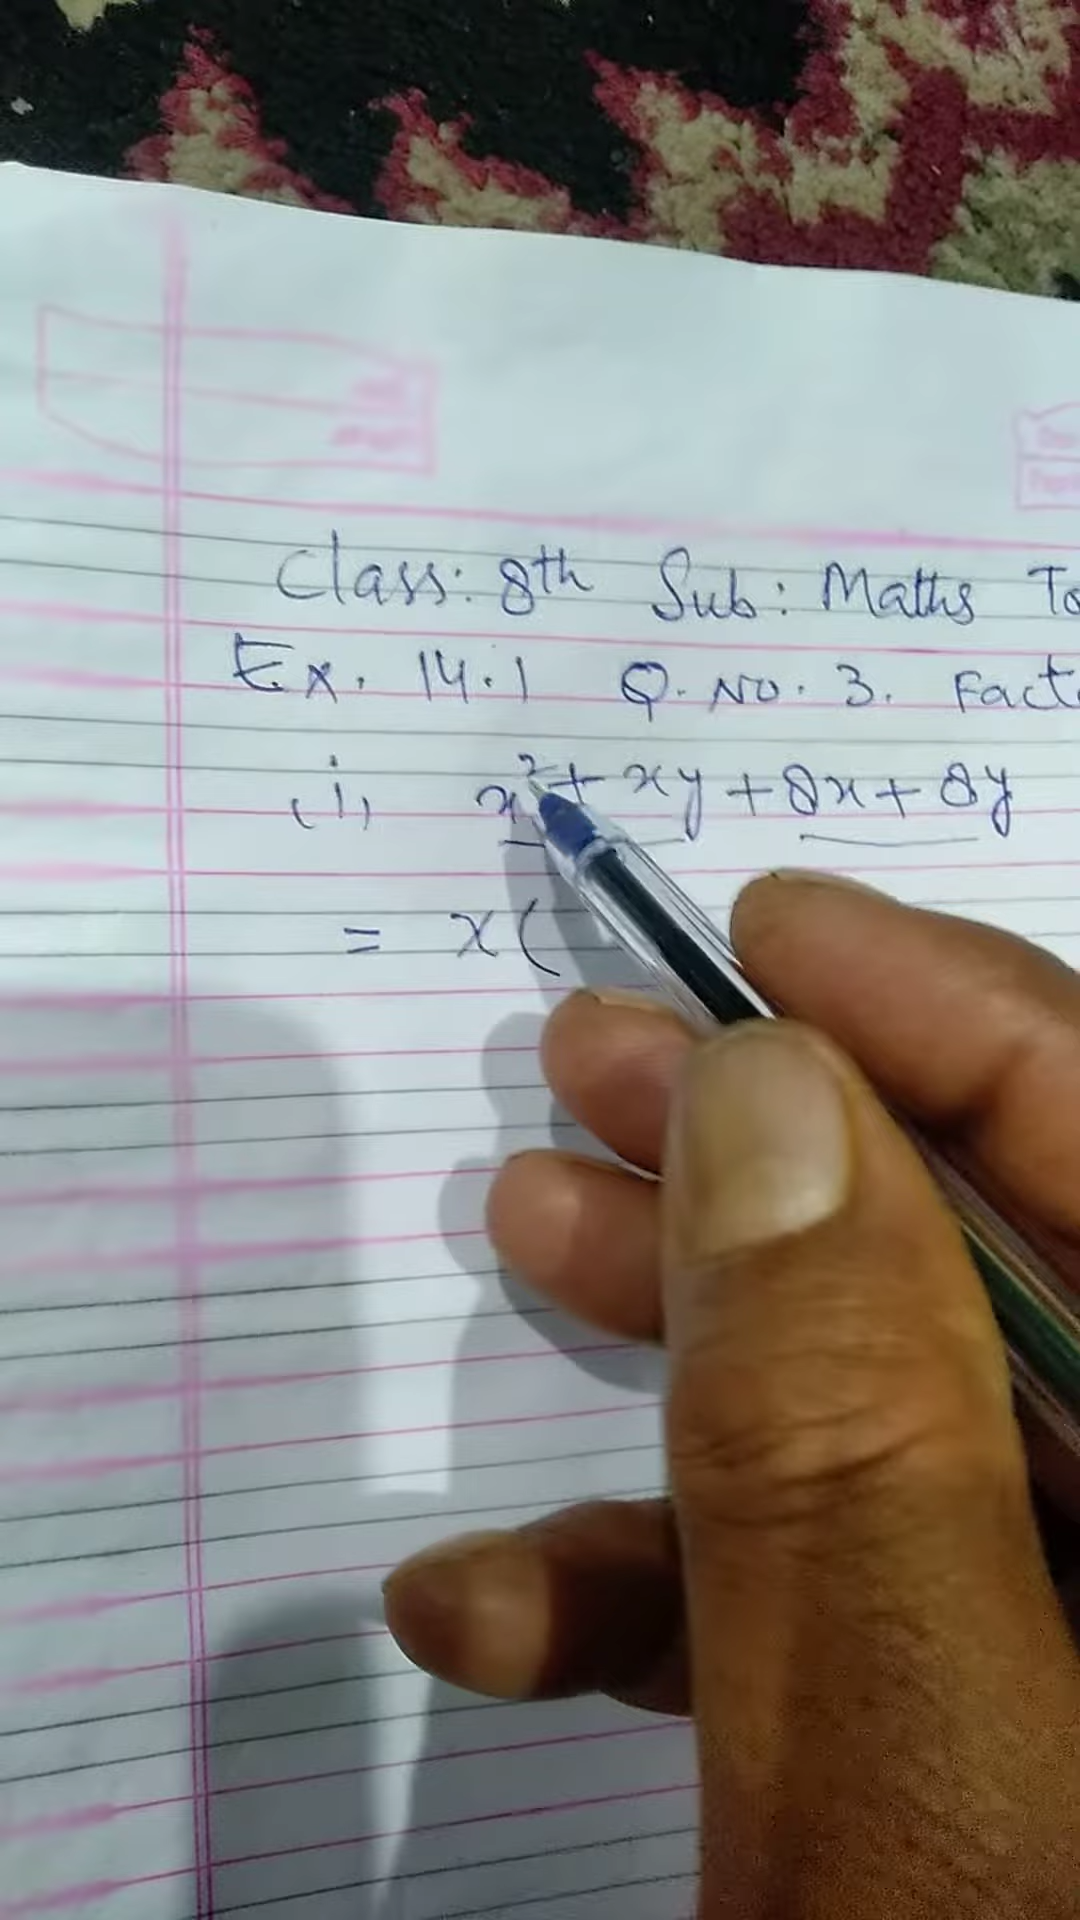 Class: 8th Sub: Maths
Ex. 14.1 Q. No. 3.
(i) x²+ xy + 8x + 8y
= x (